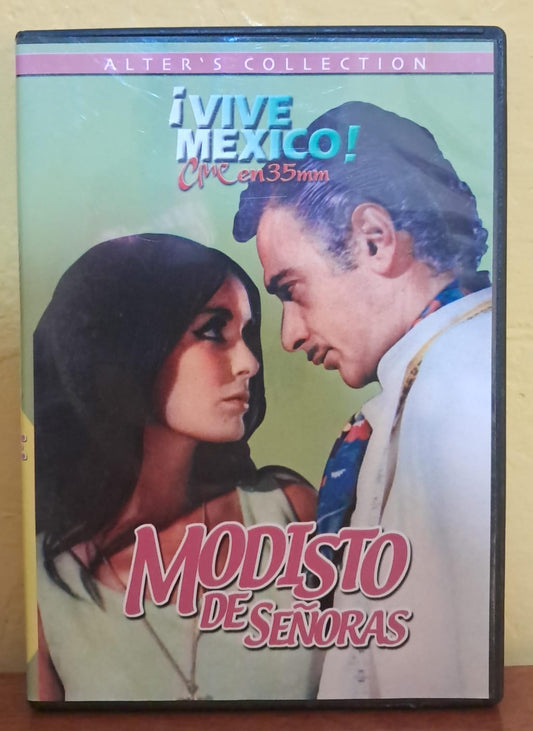 ALTER'S COLLECTION
¡VIVE
MEXICO!
Cine en 35mm
MODISTO
DE SEÑORAS